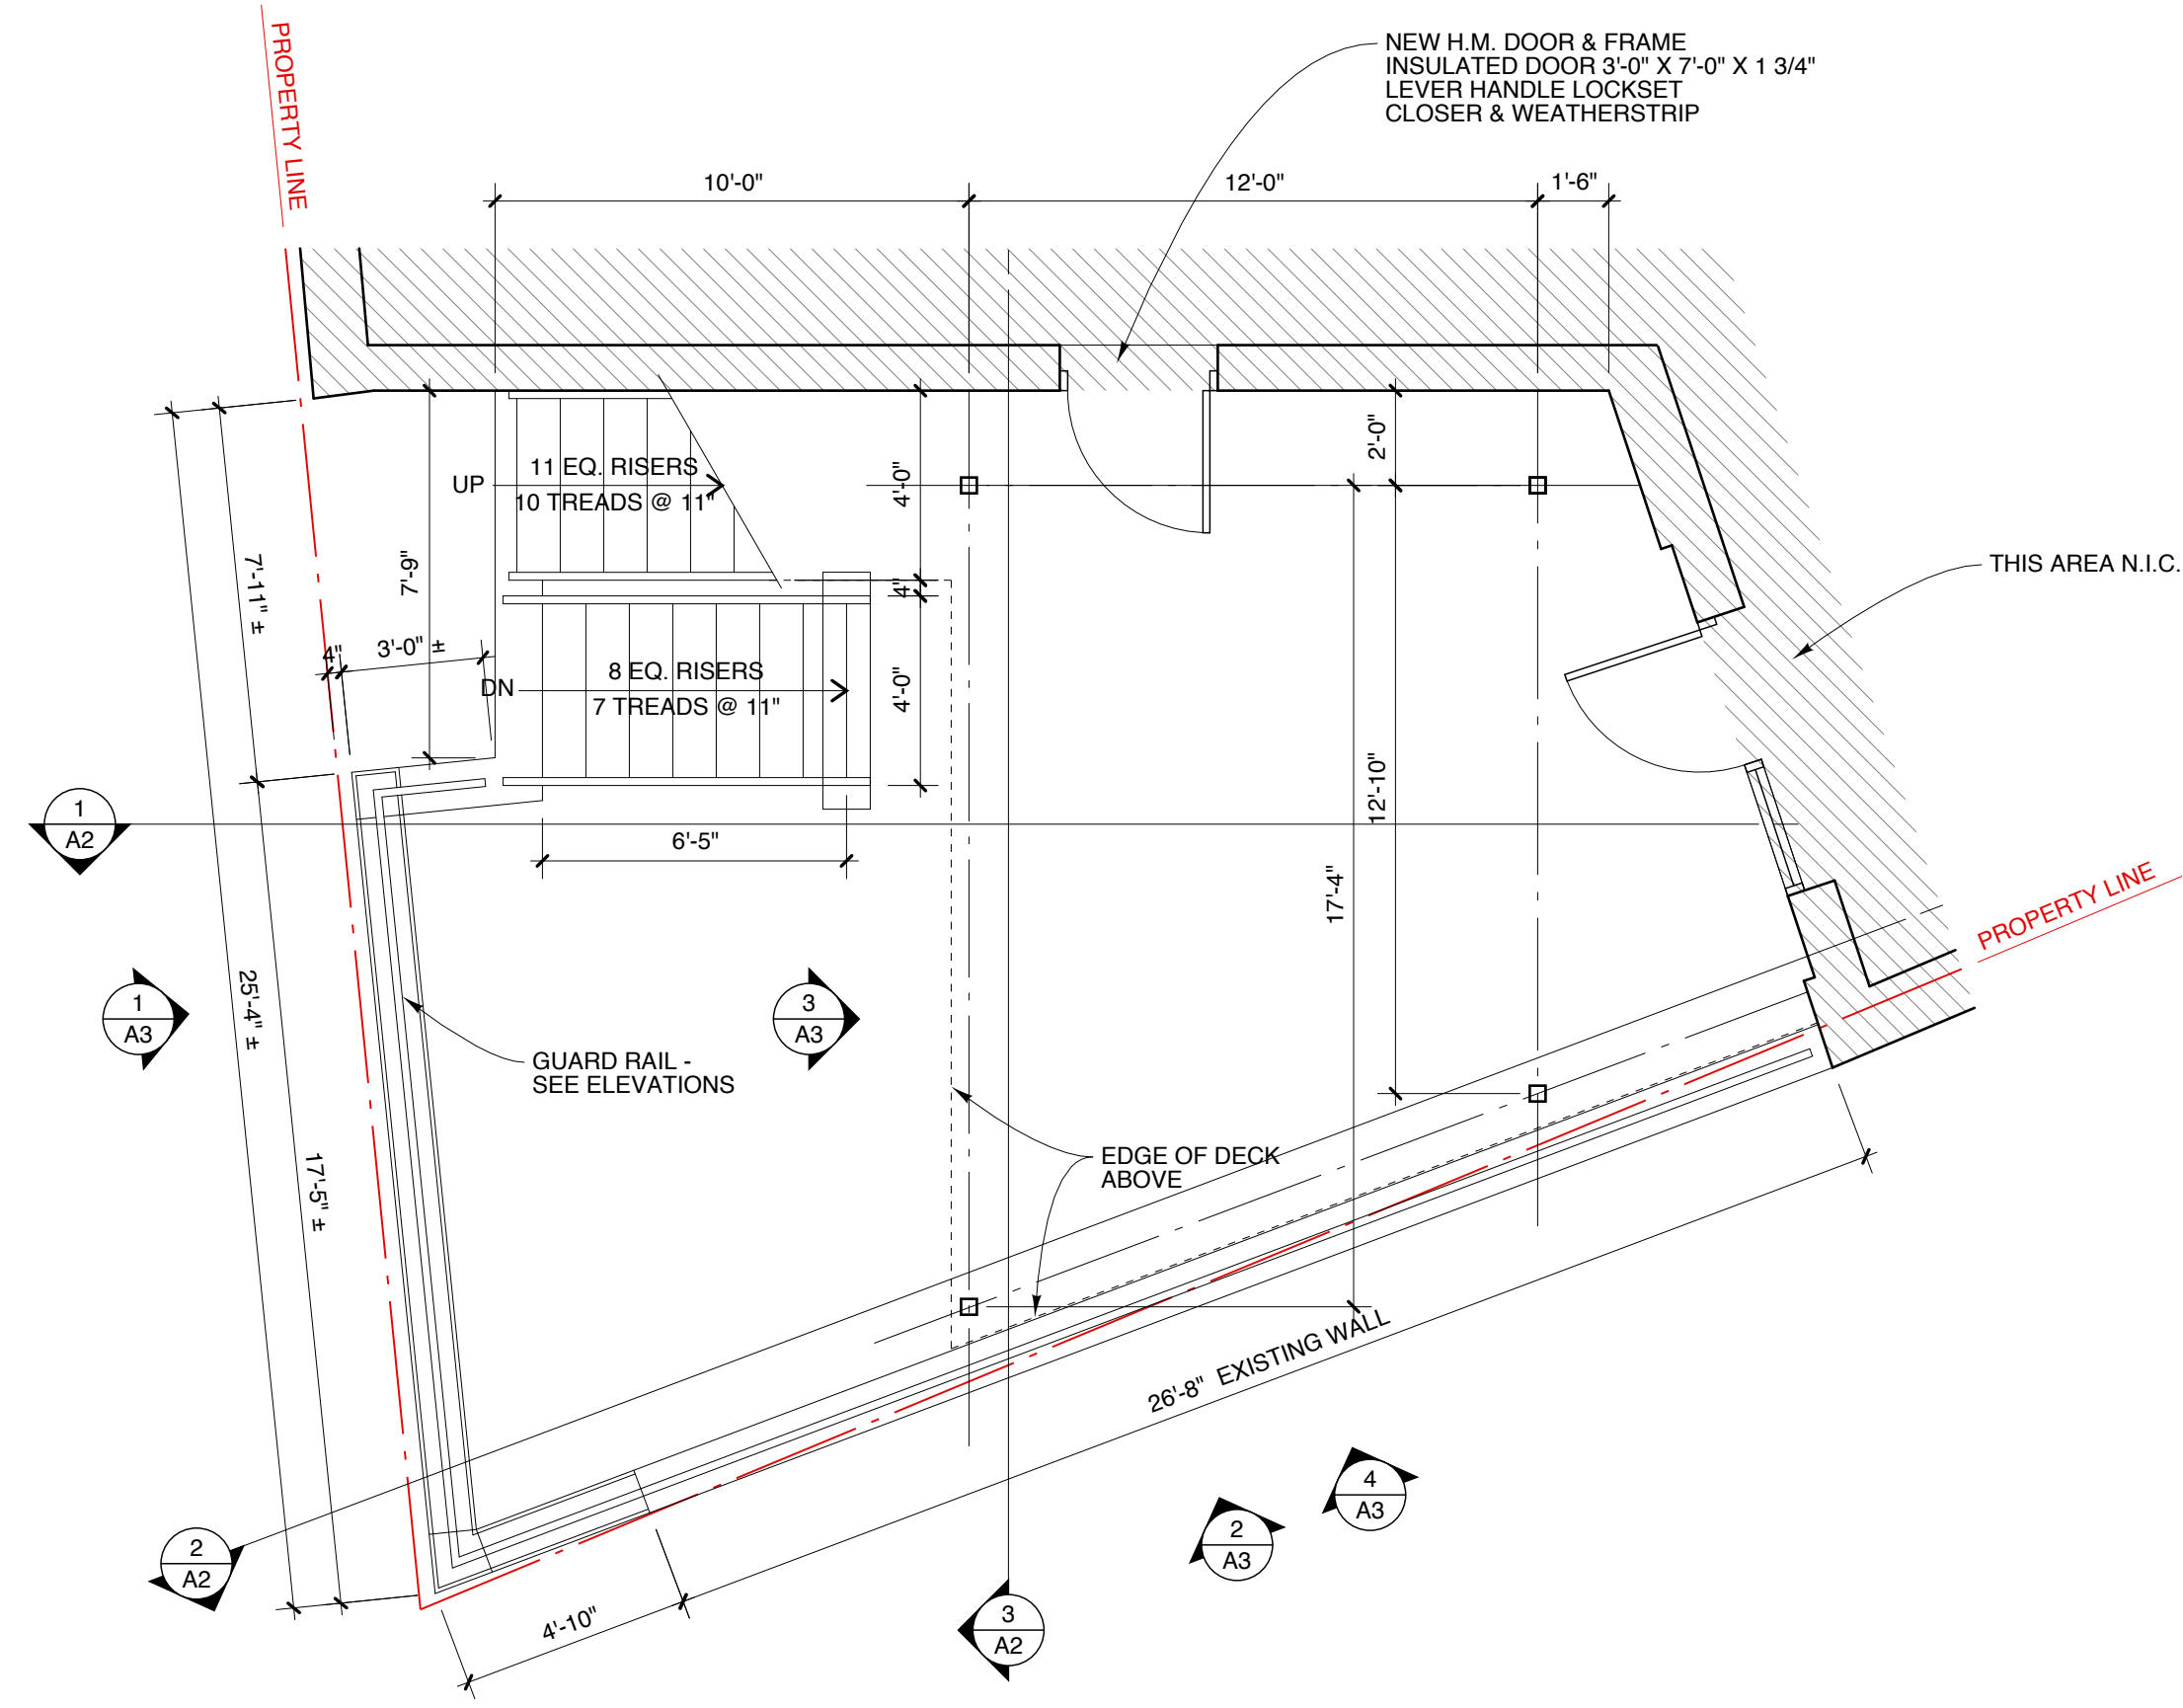 PROPERTY LINE
NEW H.M. DOOR & FRAME
INSULATED DOOR 3'-0" X 7'-0" X 1 3/4"
LEVER HANDLE LOCKSET
CLOSER & WEATHERSTRIP
10'-0"
12'-0"
1'-6"
2'-0"
UP
11 EQ. RISERS
10 TREADS @ 11"
4'-0"
7'-11" ±
7'-9"
4"
THIS AREA N.I.C.
4"
3'-0" ±
DN
8 EQ. RISERS
7 TREADS @ 11"
4'-0"
12'-10"
1
A2
6'-5"
17'-4"
PROPERTY LINE
25'-4" ±
1
A3
3
A3
GUARD RAIL -
SEE ELEVATIONS
17'-5" ±
EDGE OF DECK
ABOVE
26'-8" EXISTING WALL
4
A3
2
A3
2
A2
4'-10"
3
A2